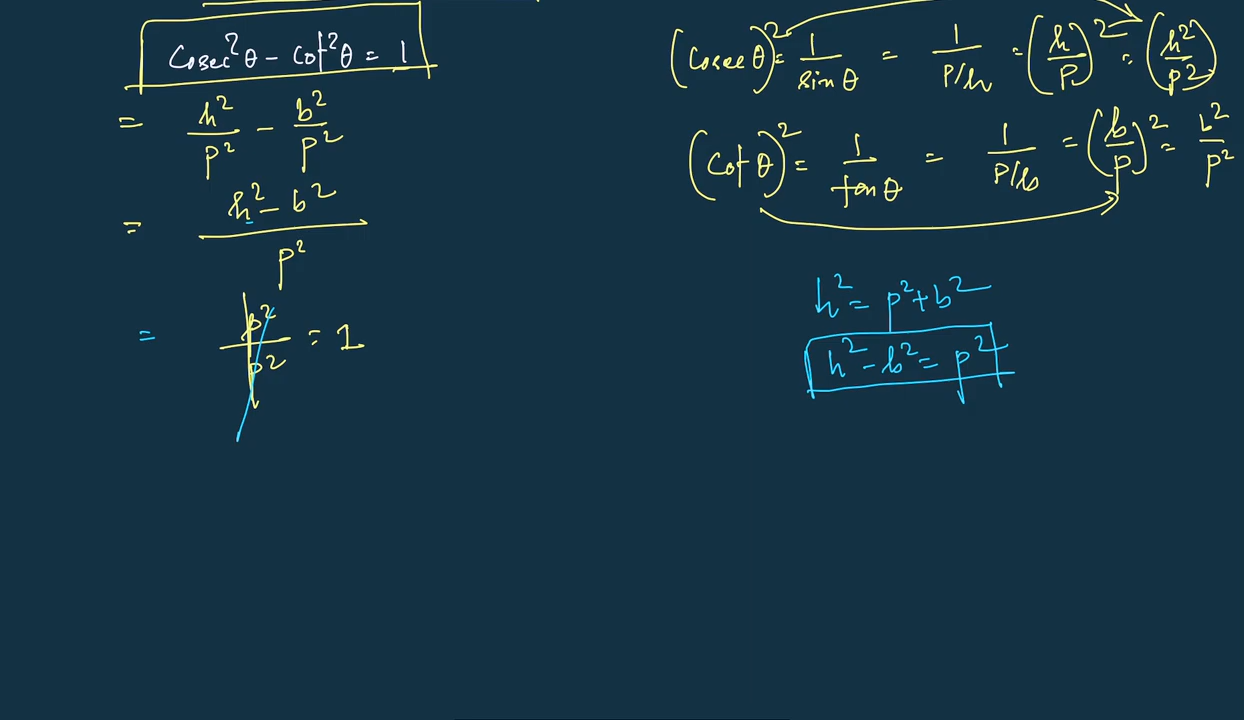 Cosec²θ - Cot²θ = 1
= h²/p² - b²/p²
= h² - b²/p²
= p²/p² = 1
(Cosec θ)² = 1/sin θ = 1/P/h = (h/P)² = (h²/p²)
(Cot θ)² = 1/tan θ = 1/P/b = (b/p)² = b²/p²
h² = p² + b²
h² - b² = p²